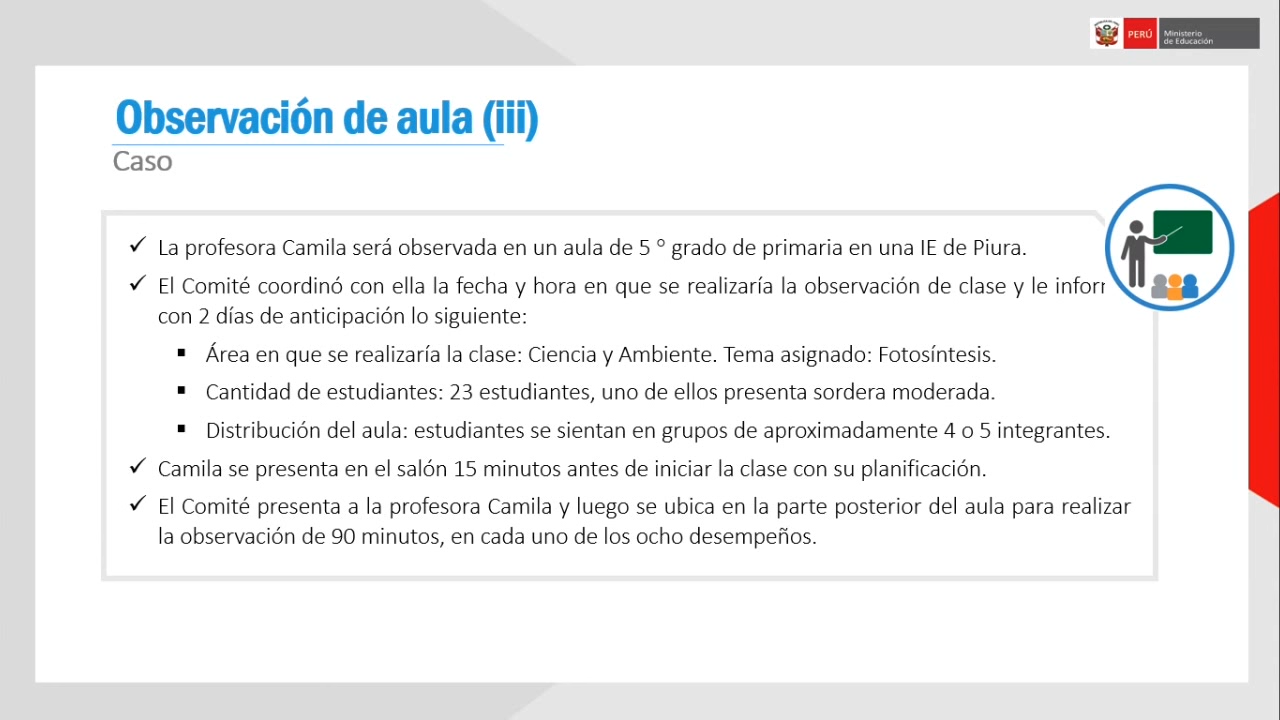 PERÚ
Ministerio
de Educación
Observación de aula (iii)
Caso
✓ La profesora Camila será observada en un aula de 5 ° grado de primaria en una IE de Piura.
✓ El Comité coordinó con ella la fecha y hora en que se realizaría la observación de clase y le infor
con 2 días de anticipación lo siguiente:
▪ Área en que se realizaría la clase: Ciencia y Ambiente. Tema asignado: Fotosíntesis.
▪ Cantidad de estudiantes: 23 estudiantes, uno de ellos presenta sordera moderada.
▪ Distribución del aula: estudiantes se sientan en grupos de aproximadamente 4 o 5 integrantes.
✓ Camila se presenta en el salón 15 minutos antes de iniciar la clase con su planificación.
✓ El Comité presenta a la profesora Camila y luego se ubica en la parte posterior del aula para realizar
la observación de 90 minutos, en cada uno de los ocho desempeños.